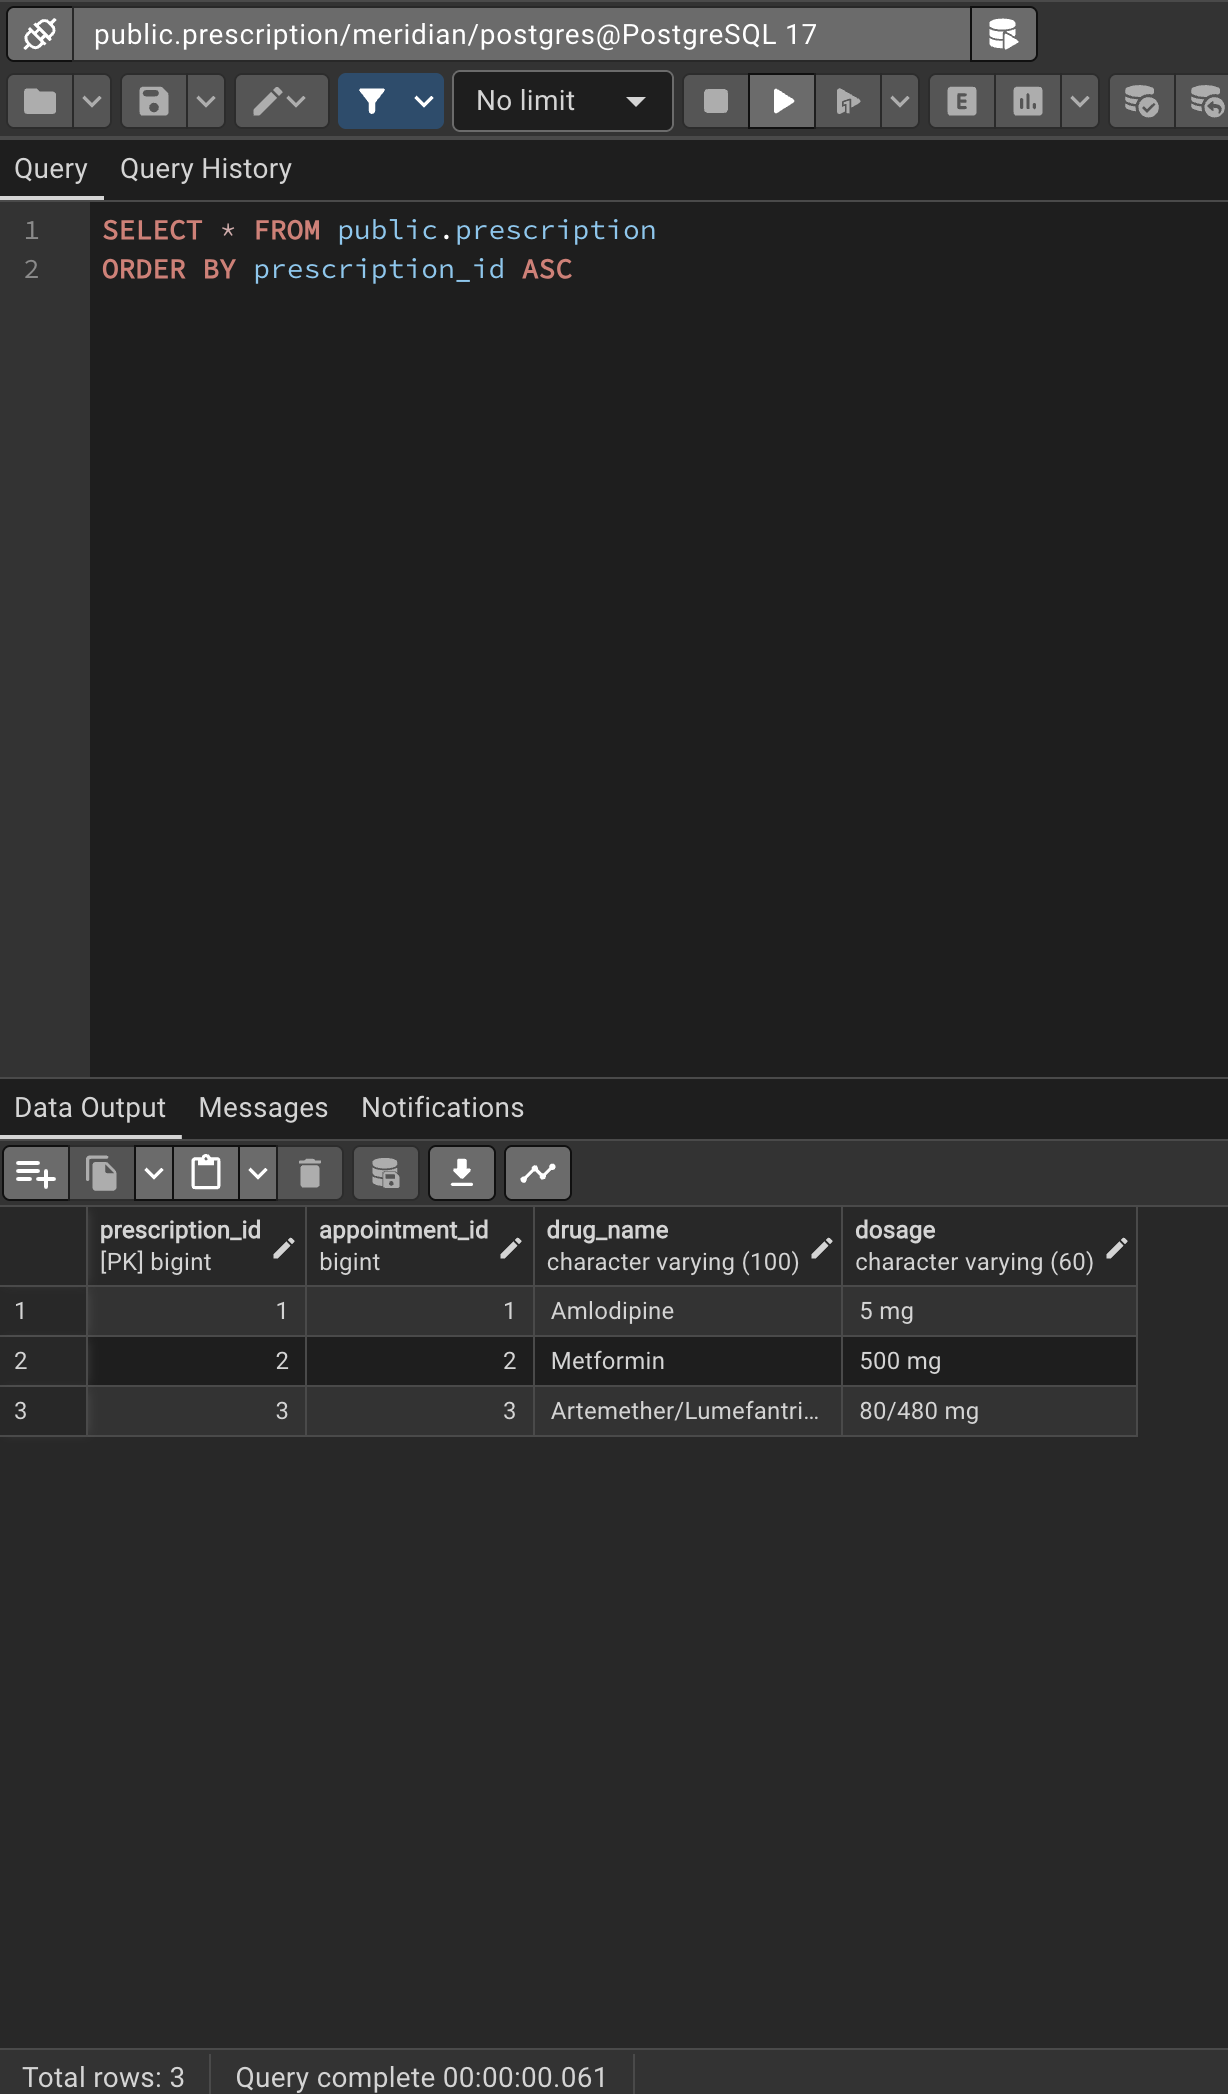 public.prescription/meridian/postgres@PostgreSQL 17
No limit
E
Query Query History
1 SELECT * FROM public.prescription
2 ORDER BY prescription_id ASC
Data Output Messages Notifications
prescription_id appointment_id drug_name dosage
[PK] bigint bigint character varying (100) character varying (60)
1 1 1 Amlodipine 5 mg
2 2 2 Metformin 500 mg
3 3 3 Artemether/Lumefantri... 80/480 mg
Total rows: 3 Query complete 00:00:00.061